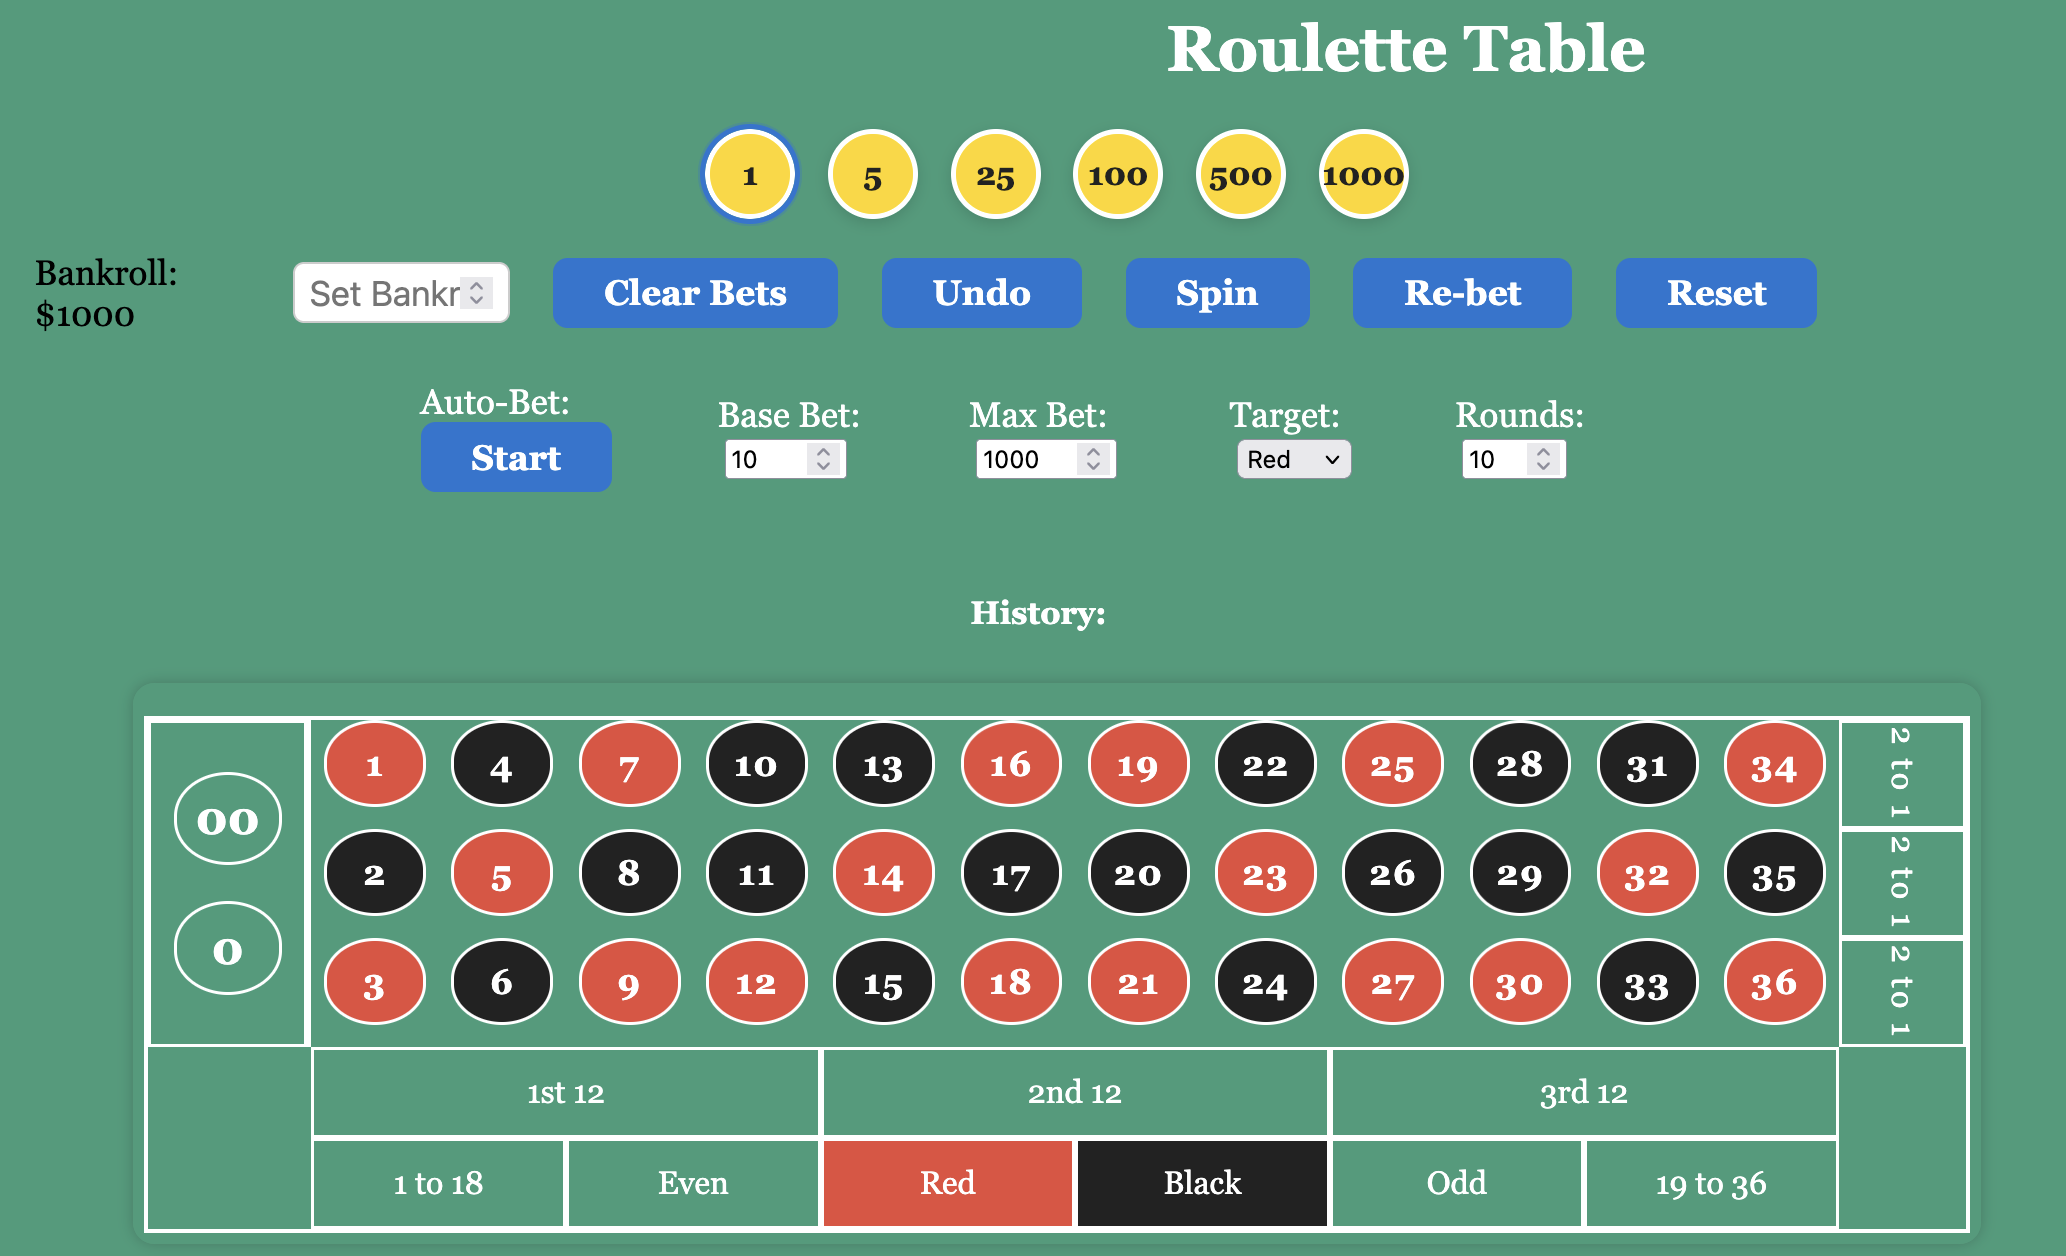 Roulette Table
1 5 25 100 500 1000
Bankroll:
$1000
Set Bankr Clear Bets Undo Spin Re-bet Reset
Auto-Bet: Base Bet: Max Bet: Target: Rounds:
Start 10 1000 Red 10
History:
1 4 7 10 13 16 19 22 25 28 31 34 2 to 1
00
2 5 8 11 14 17 20 23 26 29 32 35 2 to 1
0
3 6 9 12 15 18 21 24 27 30 33 36 2 to 1
1st 12 2nd 12 3rd 12
1 to 18 Even Red Black Odd 19 to 36